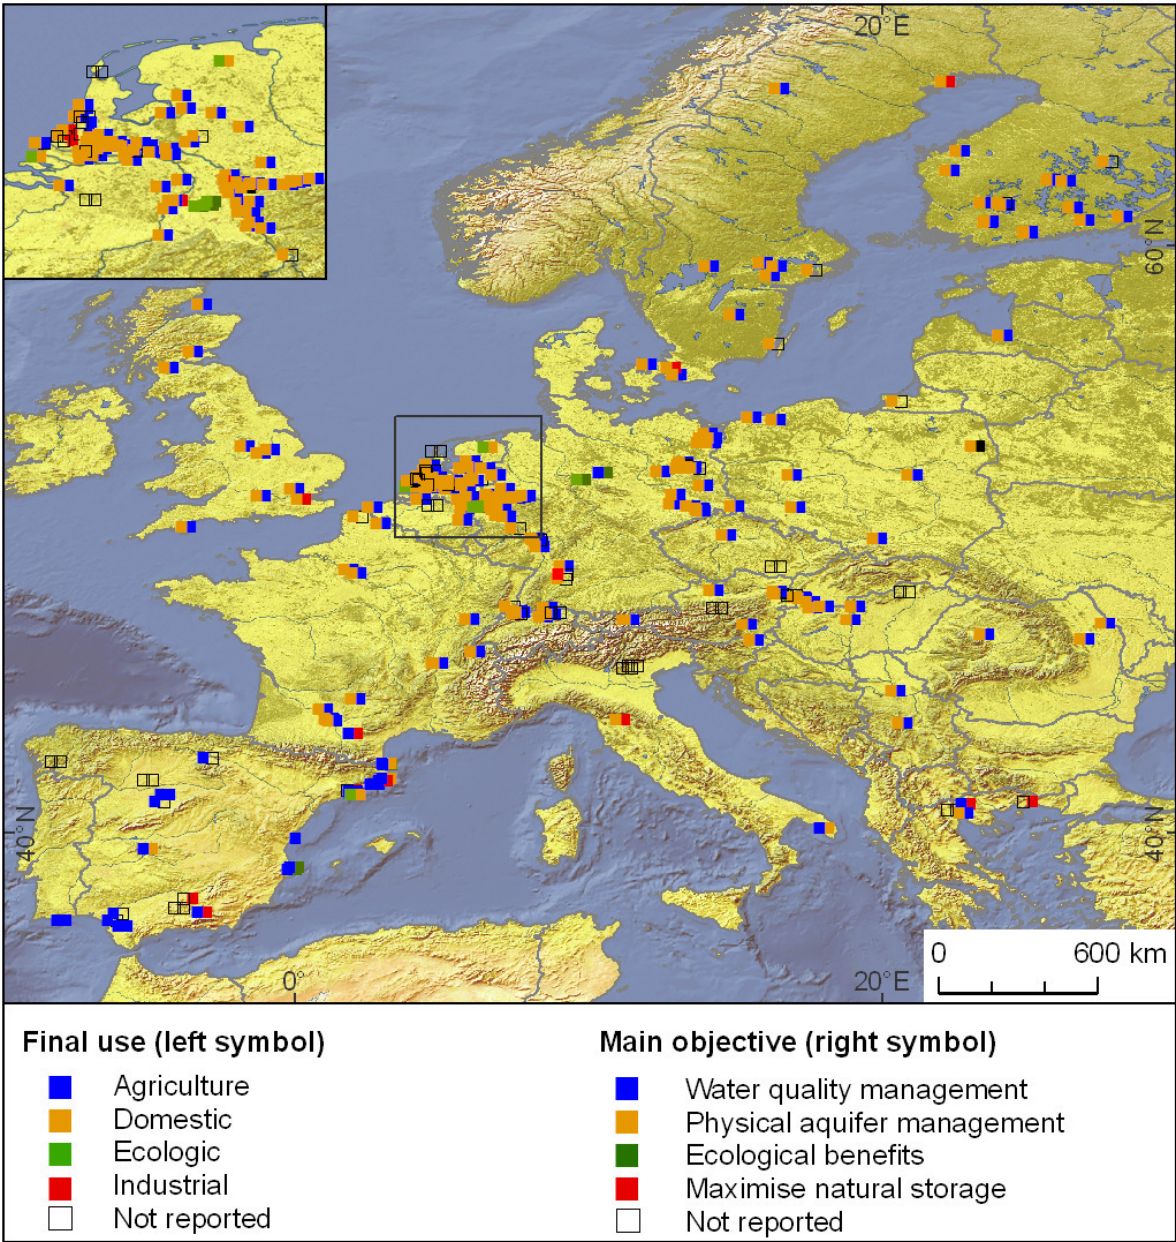 20°E
60°N
40°N
40°N
0°
20°E
0 600 km
Final use (left symbol)
Agriculture
Domestic
Ecologic
Industrial
Not reported
Main objective (right symbol)
Water quality management
Physical aquifer management
Ecological benefits
Maximise natural storage
Not reported